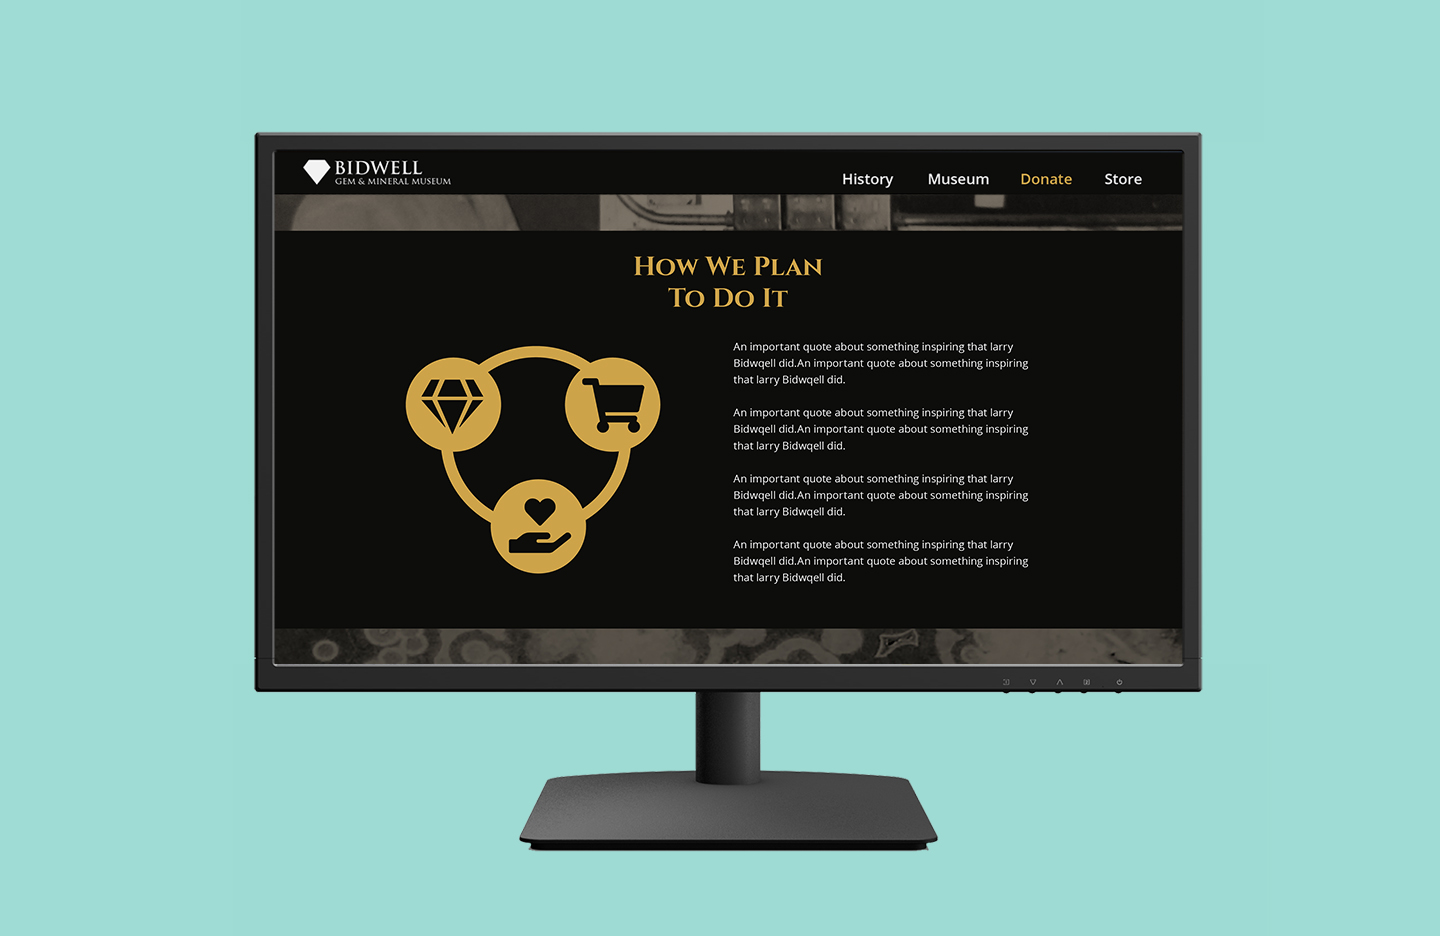 BIDWELL
GEM & MINERAL MUSEUM
History Museum Donate Store
How We Plan
To Do It
An important quote about something inspiring that larry
Bidwqell did.An important quote about something inspiring
that larry Bidwqell did.
An important quote about something inspiring that larry
Bidwqell did.An important quote about something inspiring
that larry Bidwqell did.
An important quote about something inspiring that larry
Bidwqell did.An important quote about something inspiring
that larry Bidwqell did.
An important quote about something inspiring that larry
Bidwqell did.An important quote about something inspiring
that larry Bidwqell did.